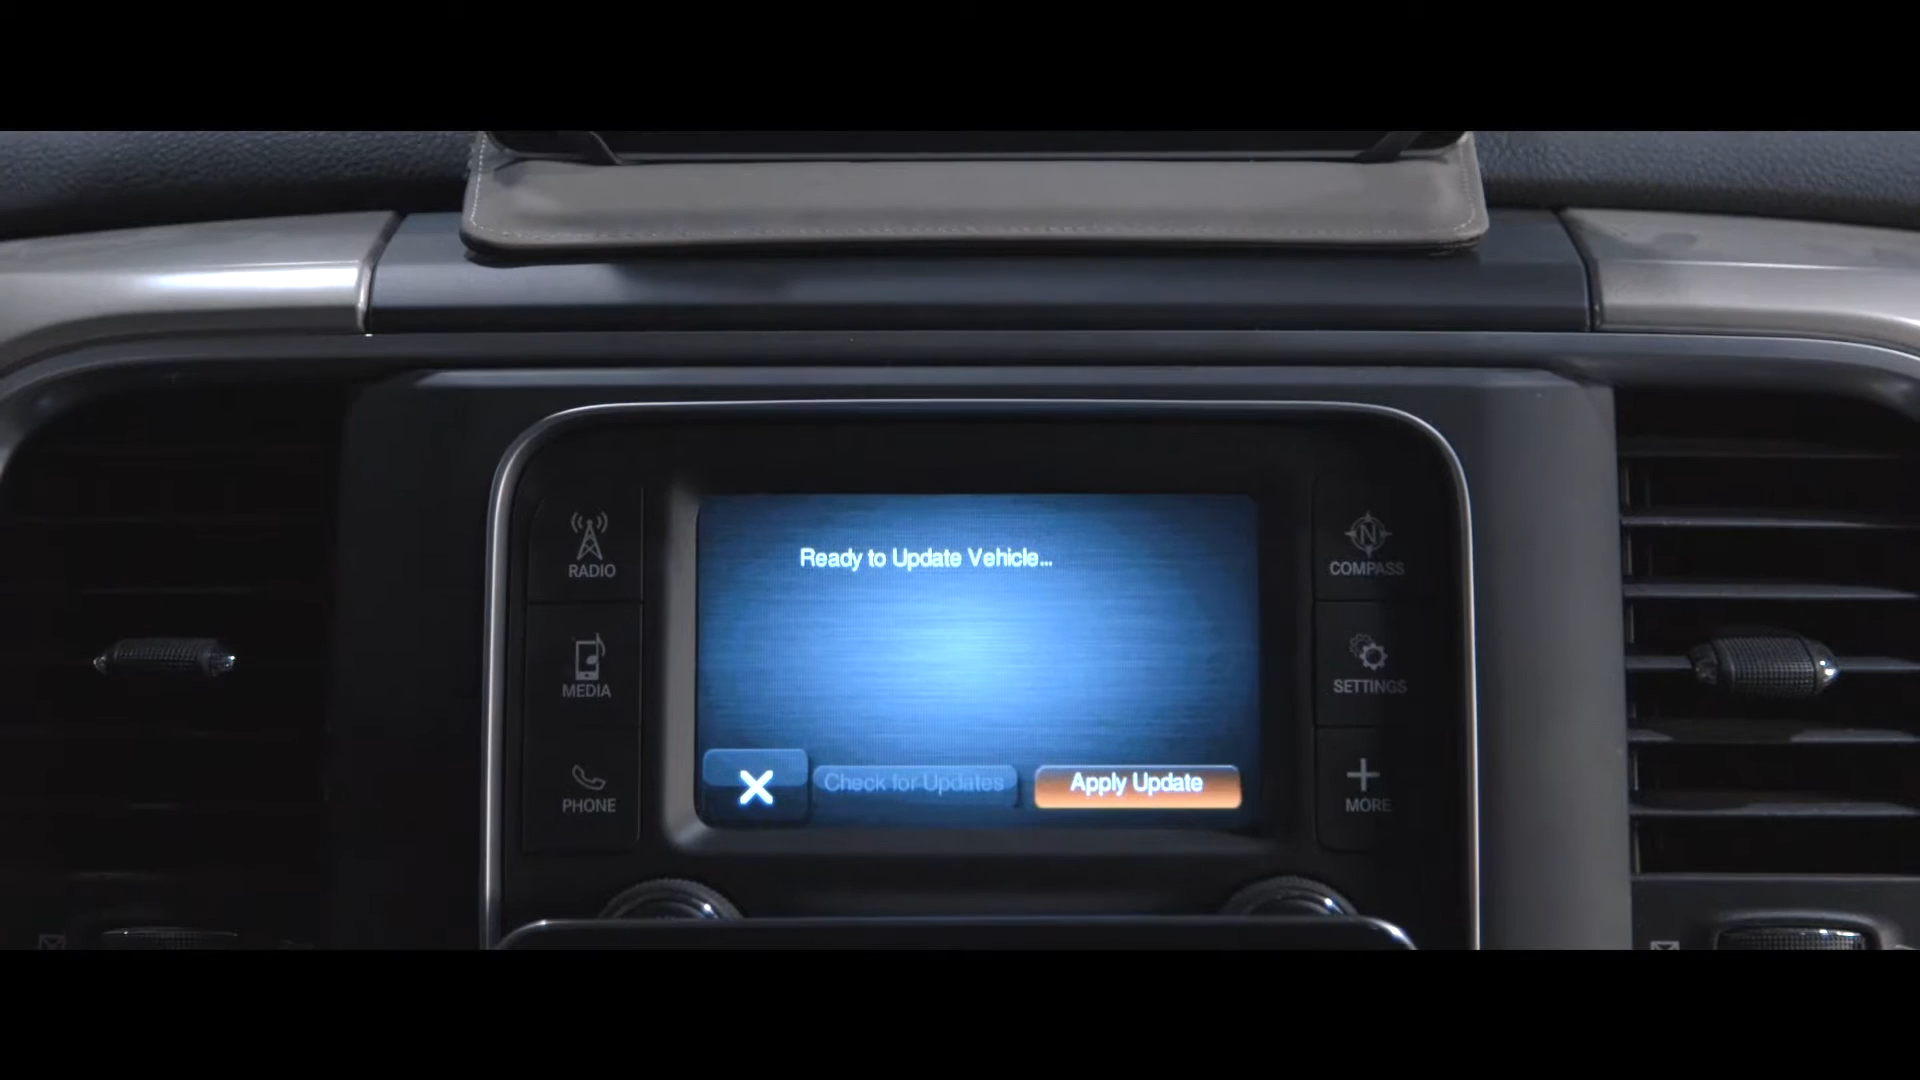 Ready to Update Vehicle...
RADIO
MEDIA
PHONE
N
COMPASS
SETTINGS
MORE
Check for Updates
Apply Update